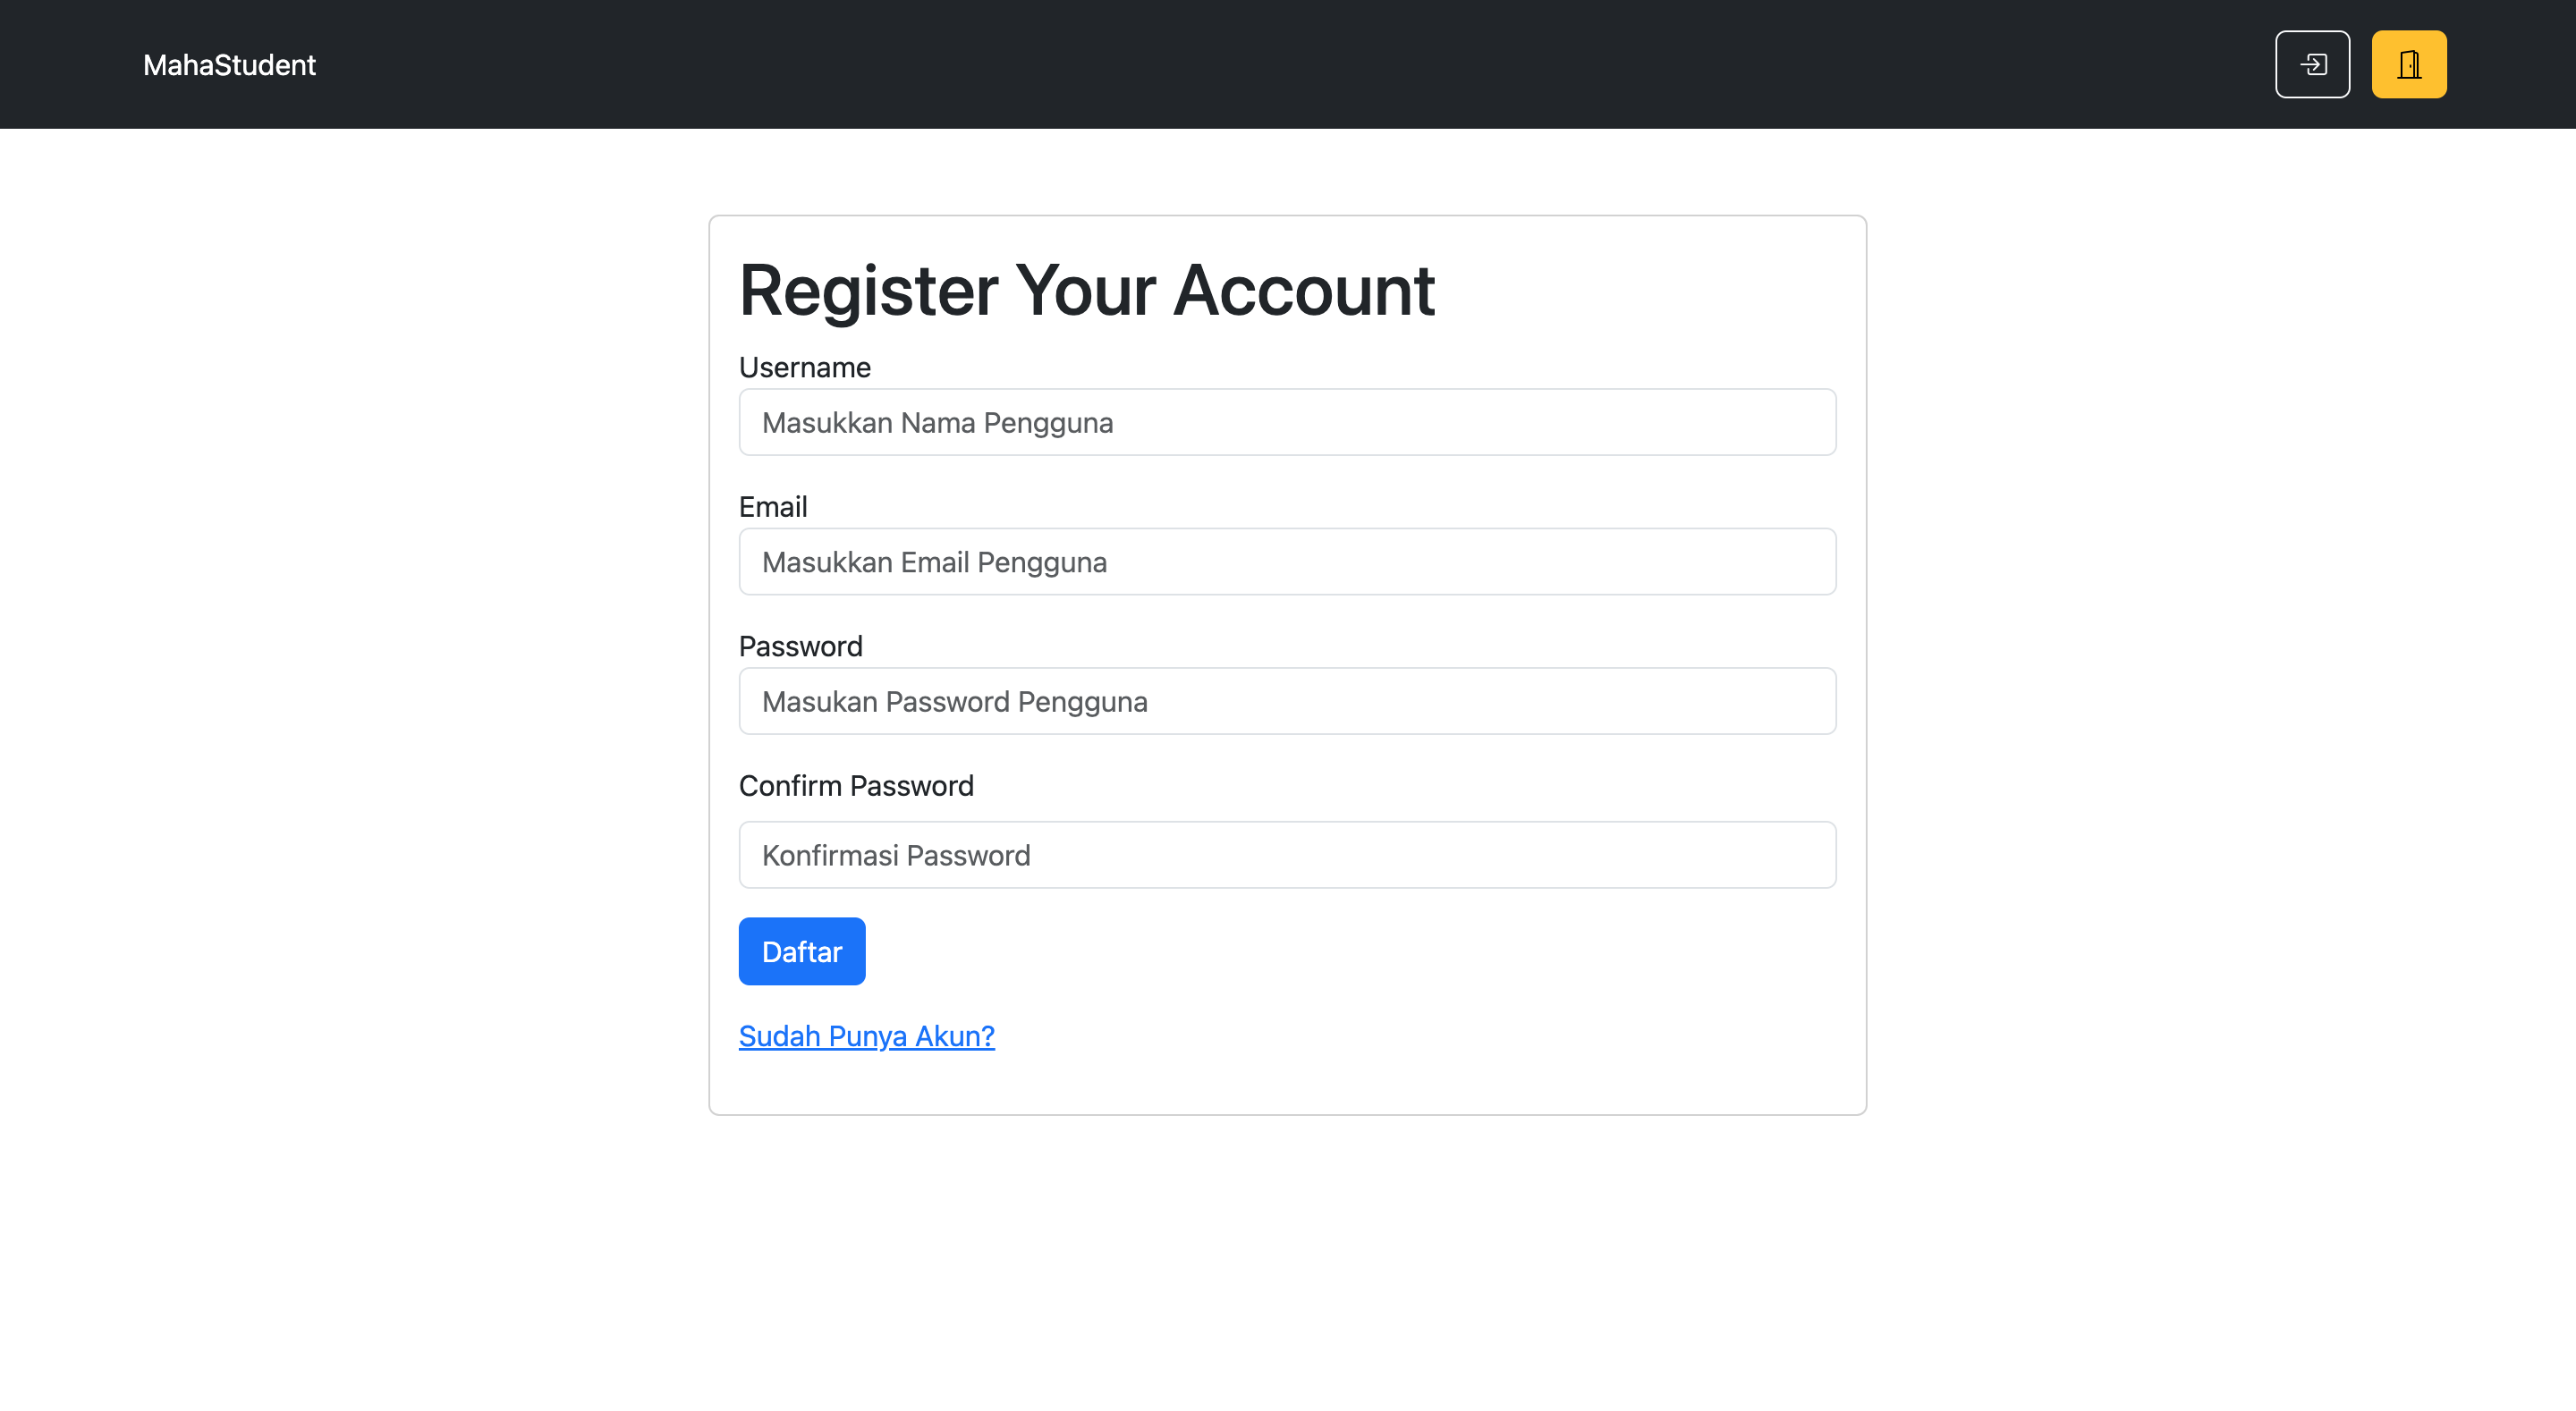 MahaStudent
Register Your Account
Username
Masukkan Nama Pengguna
Email
Masukkan Email Pengguna
Password
Masukan Password Pengguna
Confirm Password
Konfirmasi Password
Daftar
Sudah Punya Akun?